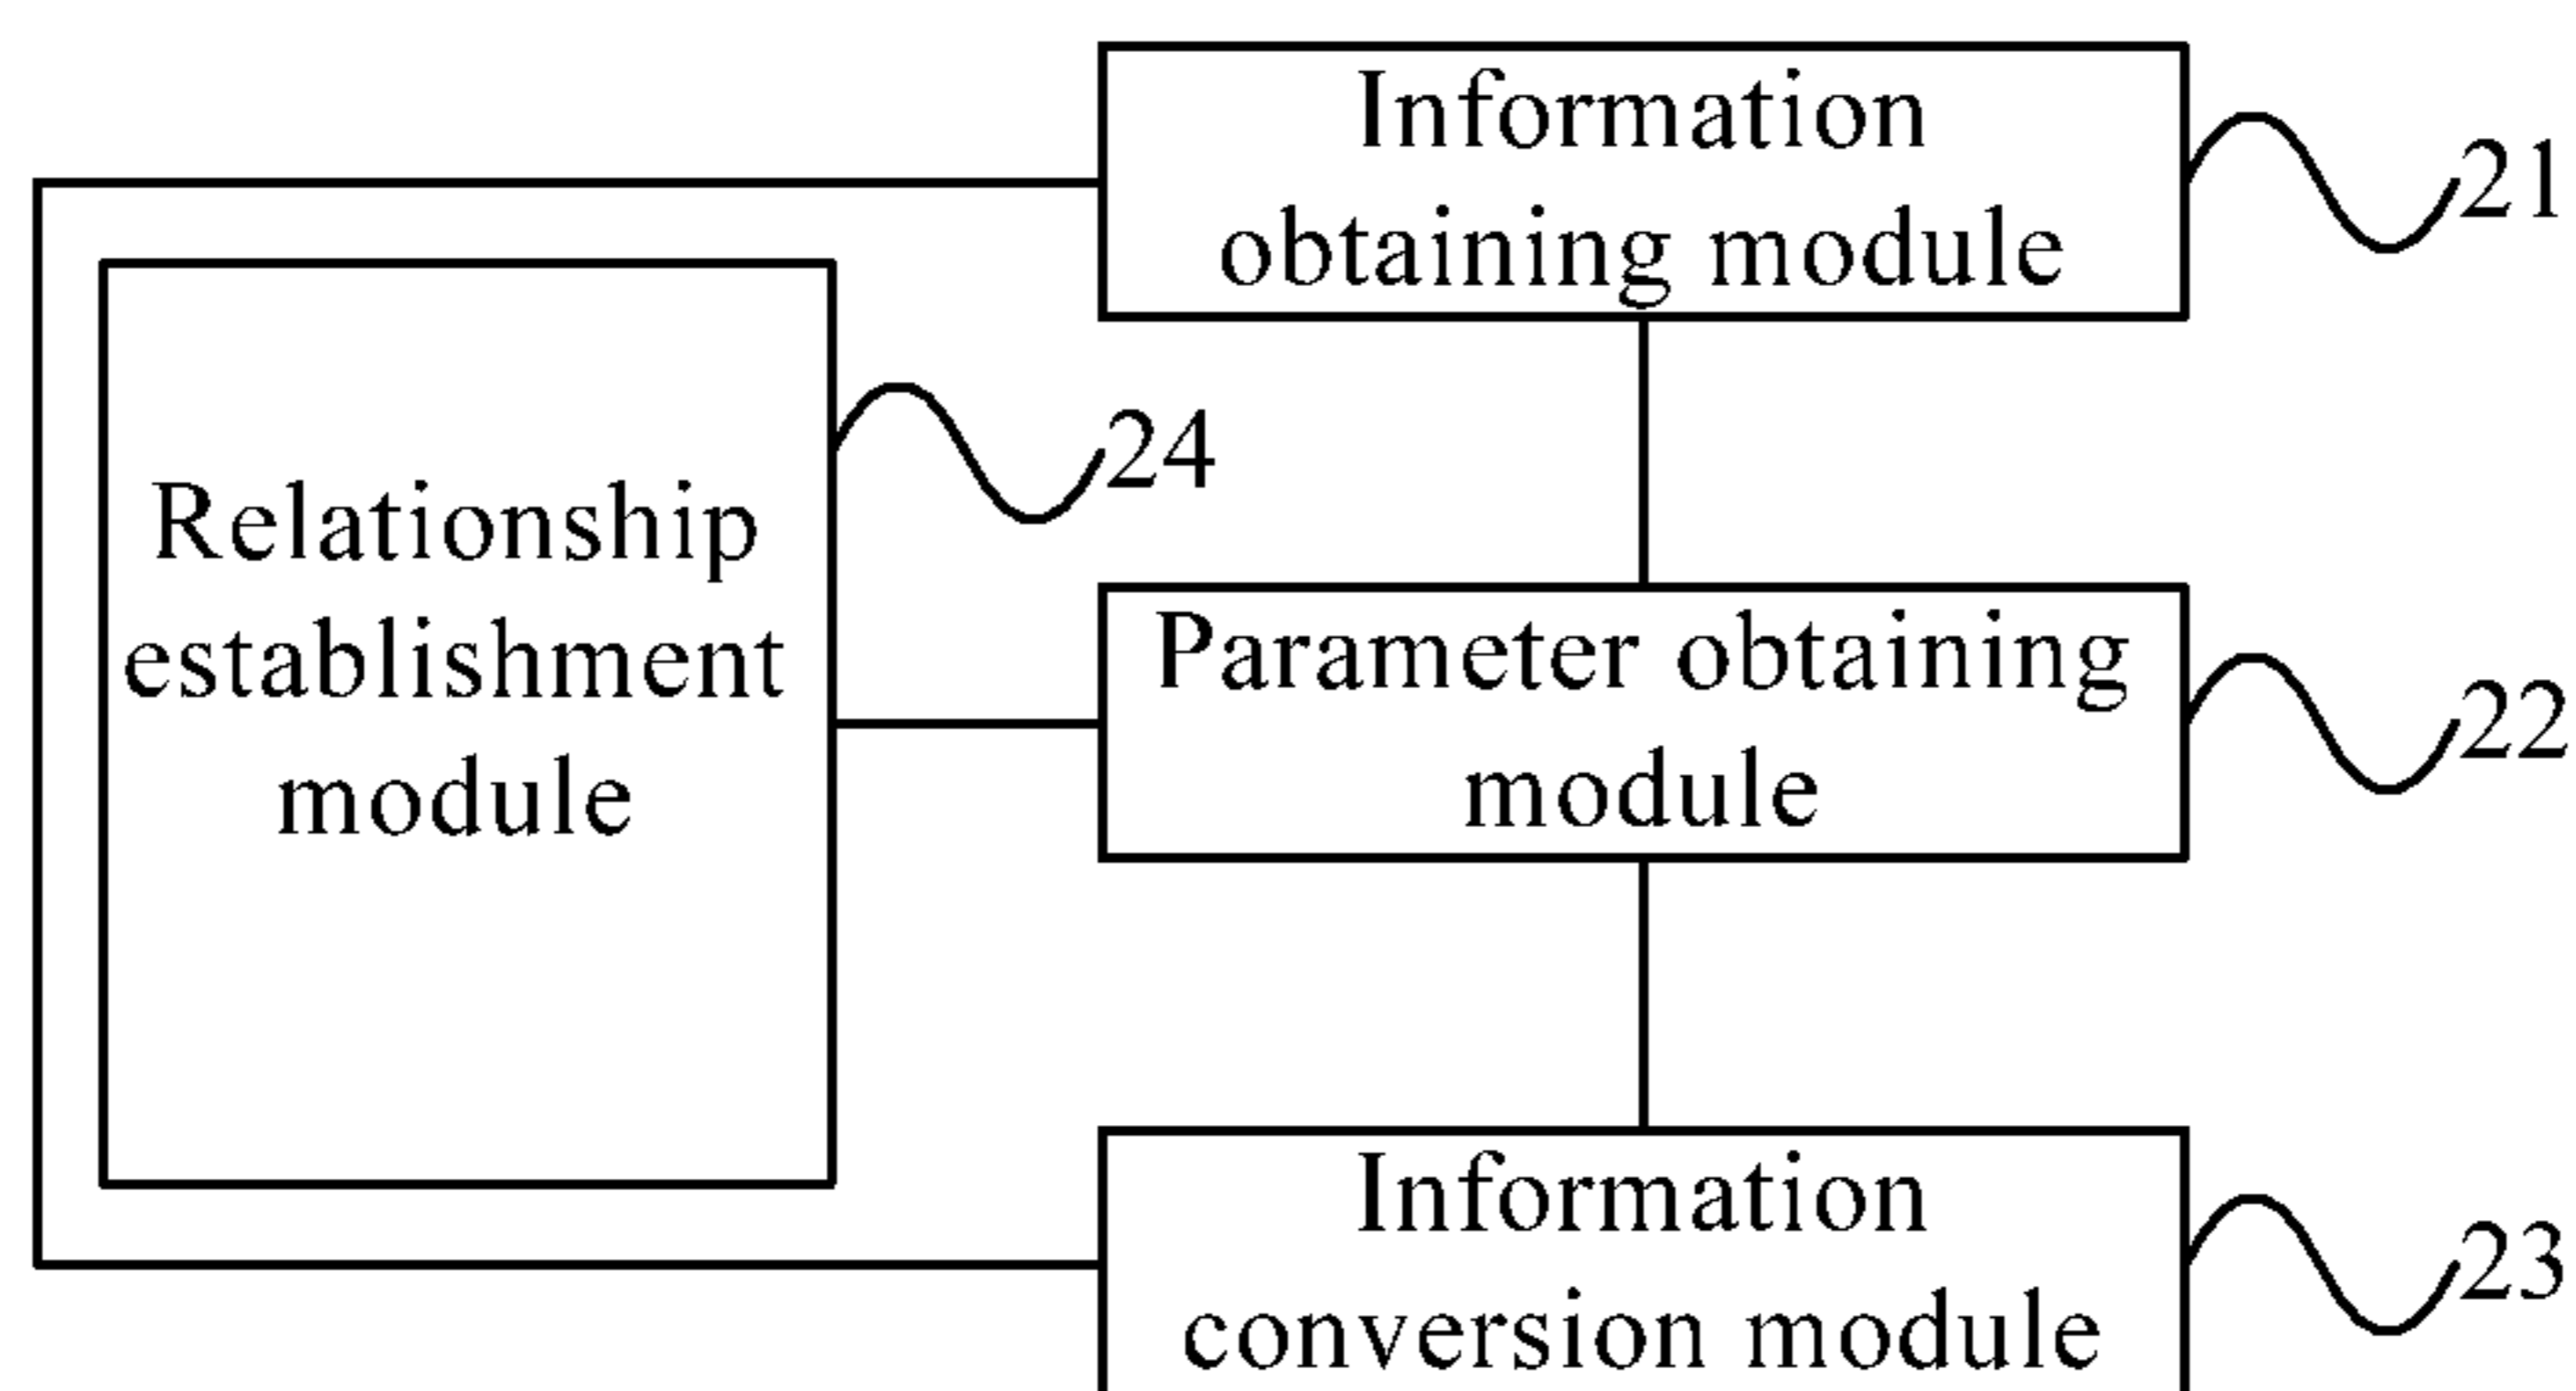 Information
obtaining module
21
24
Relationship
establishment
module
Parameter obtaining
module
22
Information
conversion module
23